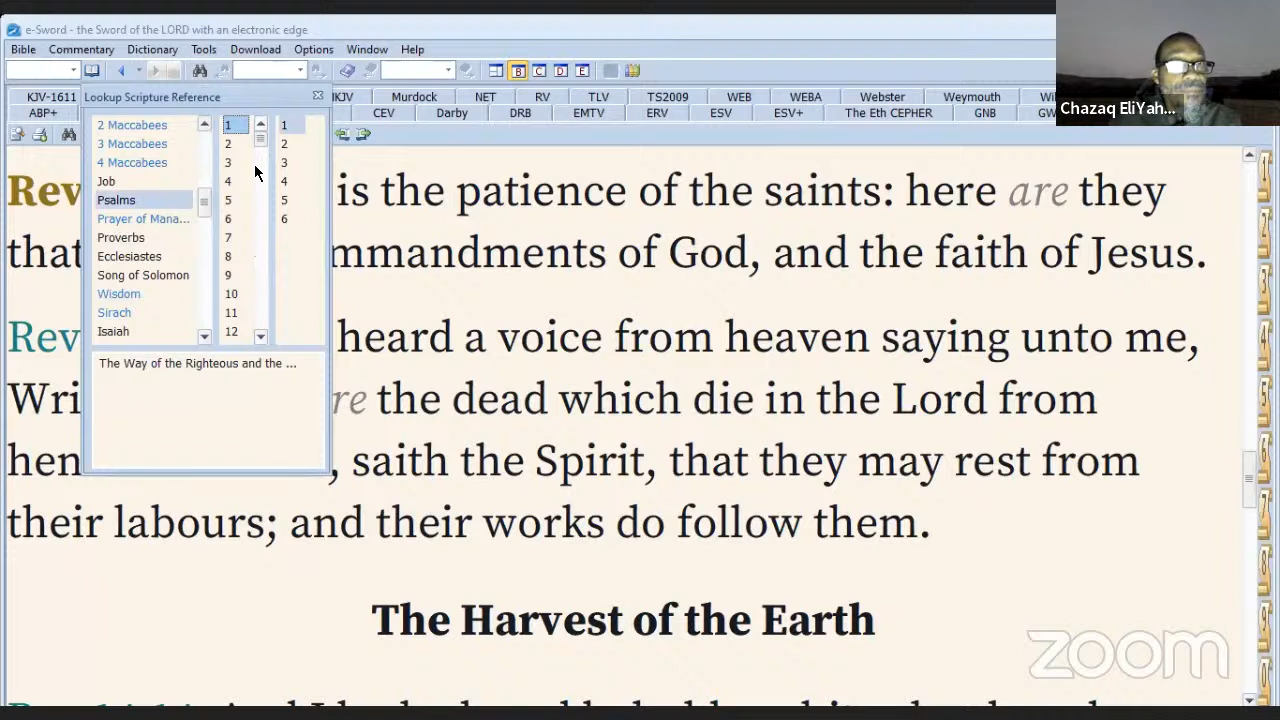 e-Sword - the Sword of the LORD with an electronic edge
Bible Commentary Dictionary Tools Download Options Window Help
B C D E
KJV-1611 KJV Murdock NET RV TLV TS2009 WEB WEBA Webster Weymouth
ABP+ CEV Darby DRB EMTV ERV ESV ESV+ The Eth CEPHER GNB GW
Chazaq EliYah...
Lookup Scripture Reference
2 Maccabees 1 1
3 Maccabees 2 2
4 Maccabees 3 3
Job 4 4
Psalms 5 5
Prayer of Mana... 6 6
Proverbs 7
Ecclesiastes 8
Song of Solomon 9
Wisdom 10
Sirach 11
Isaiah 12
The Way of the Righteous and the ...
Rev is the patience of the saints: here are they
that mmandments of God, and the faith of Jesus.
Rev heard a voice from heaven saying unto me,
Wri re the dead which die in the Lord from
hen , saith the Spirit, that they may rest from
their labours; and their works do follow them.
The Harvest of the Earth
zoom